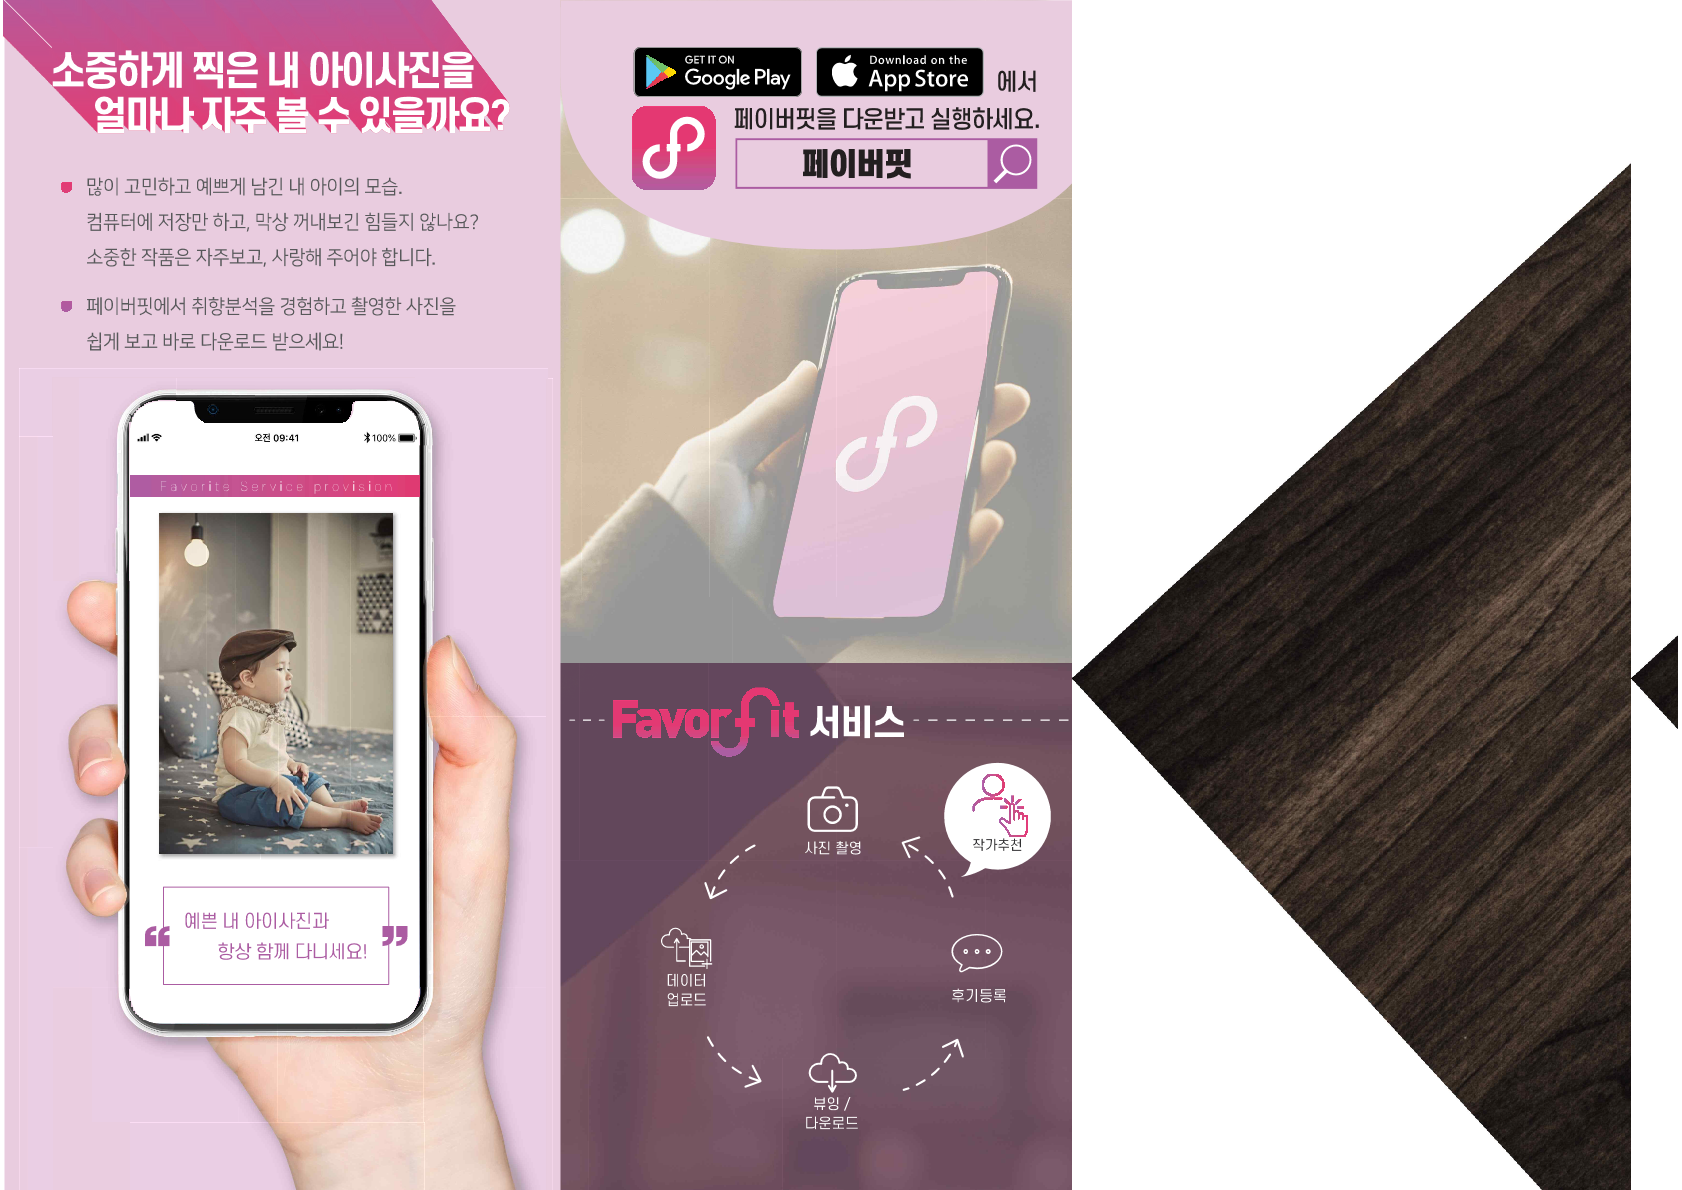 소중하게 찍은 내 아이사진을
얼마나 자주 볼 수 있을까요?
많이 고민하고 예쁘게 남긴 내 아이의 모습.
컴퓨터에 저장만 하고, 막상 꺼내보긴 힘들지 않나요?
소중한 작품은 자주보고, 사랑해 주어야 합니다.
페이버핏에서 취향분석을 경험하고 촬영한 사진을
쉽게 보고 바로 다운로드 받으세요!
오전 09:41
100%
Favorite Service provision
“ 예쁜 내 아이사진과
항상 함께 다니세요! ”
GET IT ON
Google Play
Download on the
App Store
에서
페이버핏을 다운받고 실행하세요.
페이버핏
Favorfit 서비스
작가추천
사진 촬영
데이터
업로드
후기등록
뷰잉 /
다운로드